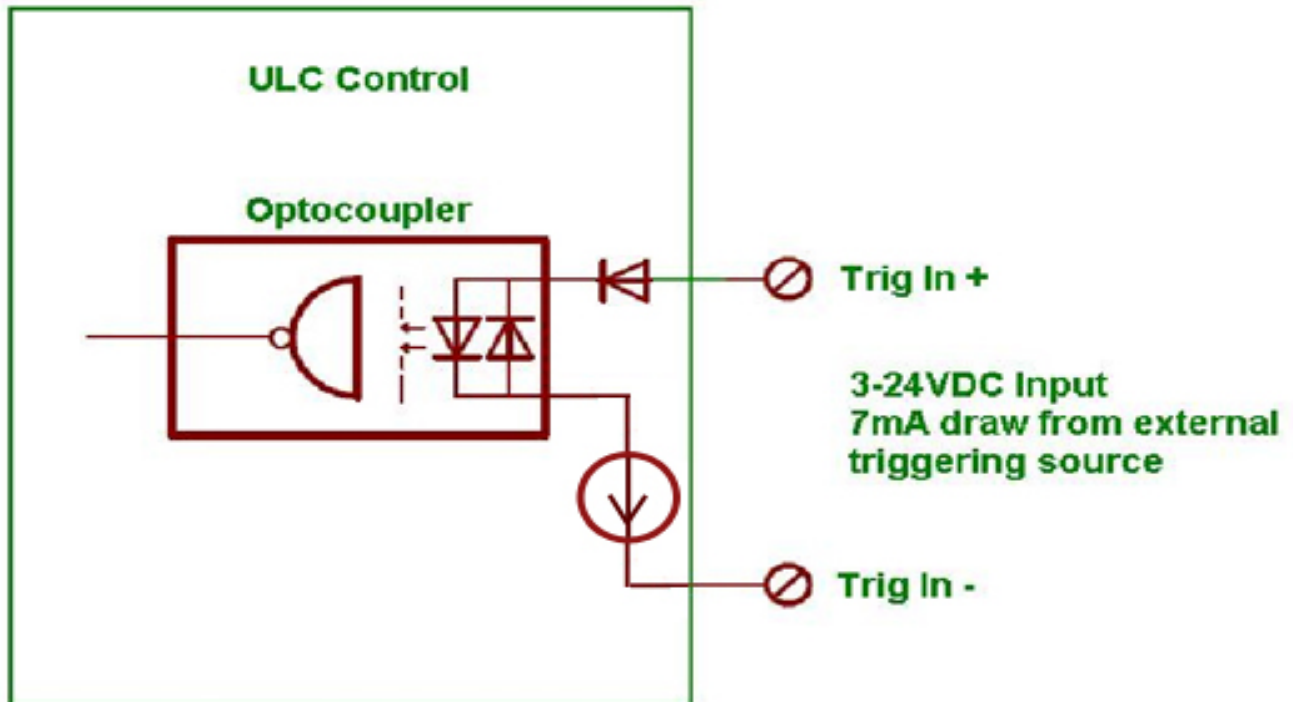 ULC Control
Optocoupler
Trig In +
3-24VDC Input
7mA draw from external
triggering source
Trig In -